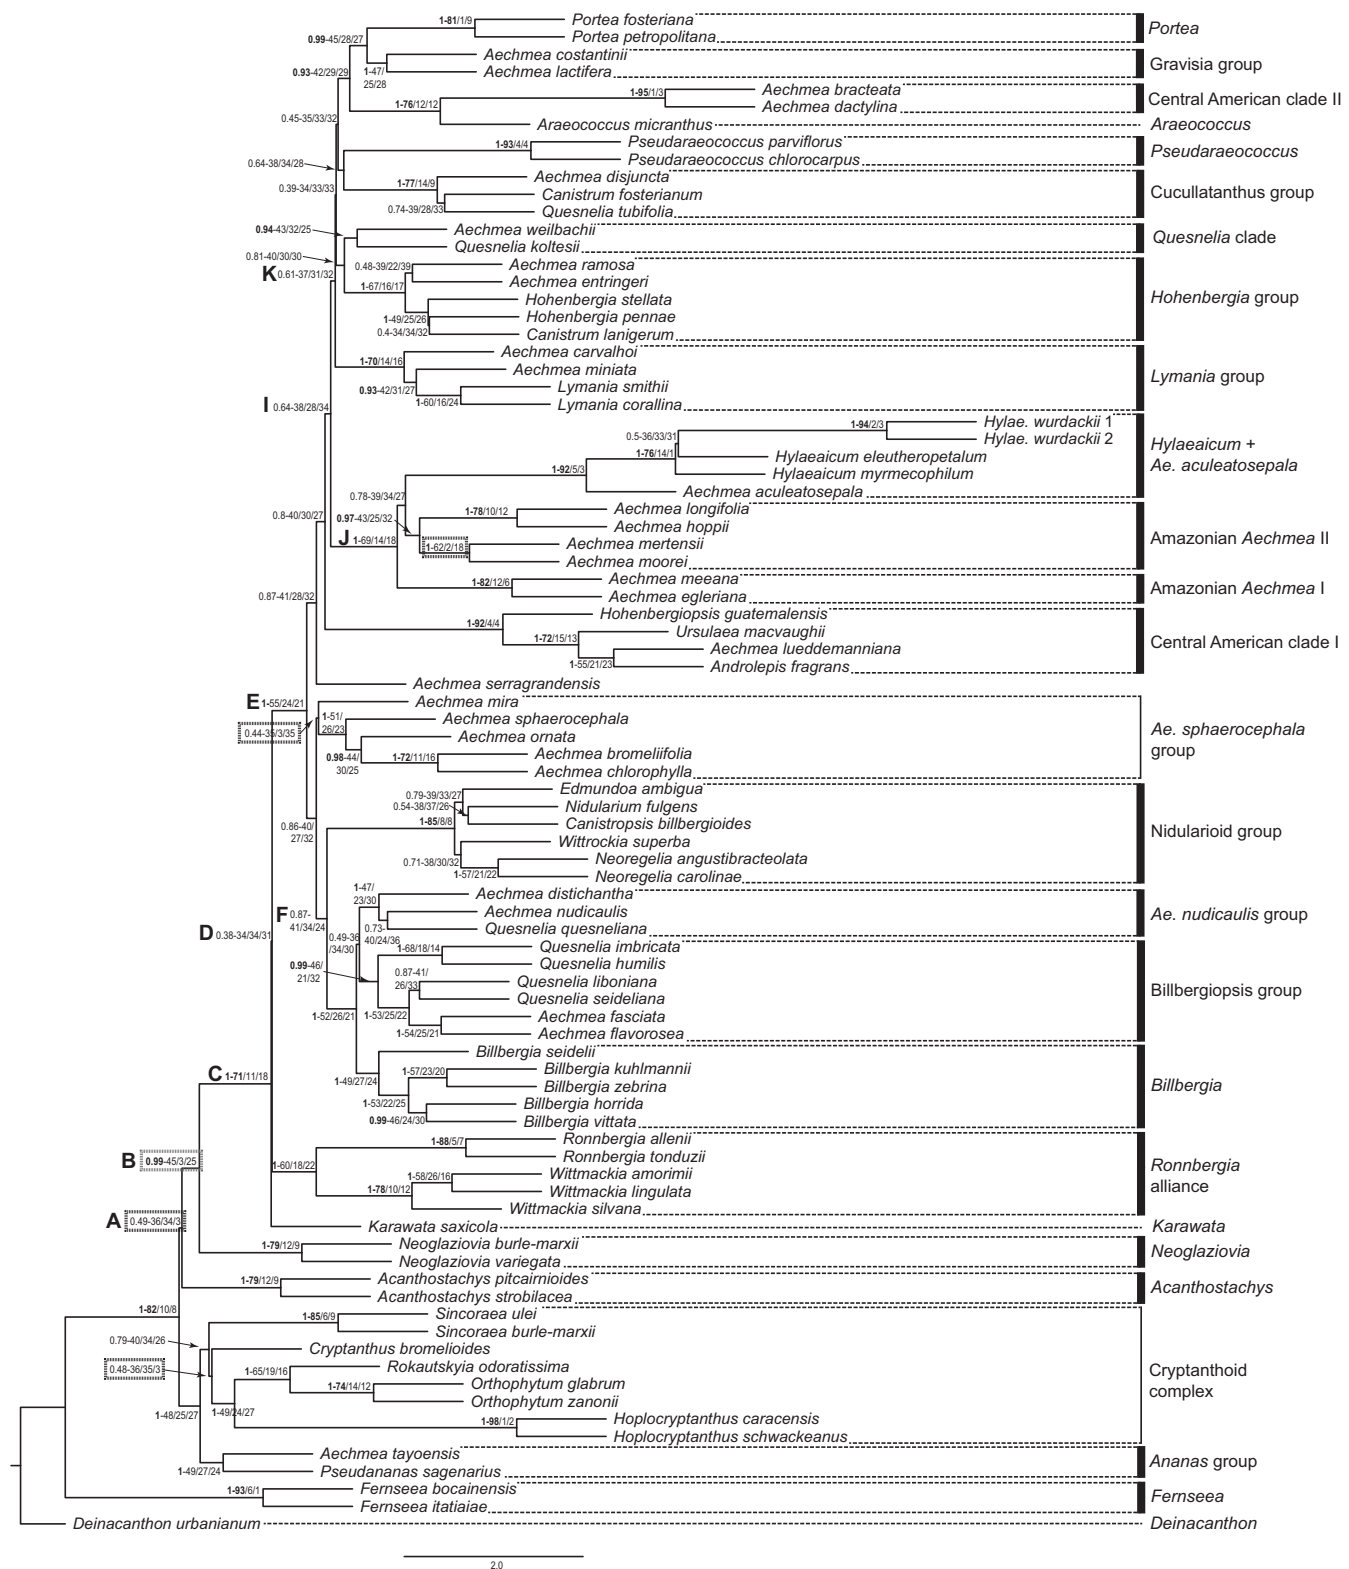 1-81/1/9
Portea fosteriana
Portea petropolitana
Portea
0.99-45/28/27
Aechmea costantinii
Aechmea lactifera
Gravisia group
1-47/
25/28
0.93-42/29/29
1-95/1/3
Aechmea bracteata
Aechmea dactylina
Central American clade II
1-76/12/12
Araeococcus micranthus
Araeococcus
0.45-35/33/32
1-93/4/4
Pseudaraeococcus parviflorus
Pseudaraeococcus chlorocarpus
Pseudaraeococcus
0.64-38/34/28
1-77/14/9
Aechmea disjuncta
Canistrum fosterianum
Quesnelia tubifolia
Cucullatanthus group
0.39-34/33/33
0.74-39/28/33
0.94-43/32/25
Aechmea weilbachii
Quesnelia koltesii
Quesnelia clade
0.81-40/30/30
K 0.61-37/31/32
0.48-39/22/39
Aechmea ramosa
Aechmea entringeri
1-67/16/17
Hohenbergia stellata
Hohenbergia pennae
Canistrum lanigerum
Hohenbergia group
1-49/25/26
0.4-34/34/32
Aechmea carvalhoi
1-70/14/16
Aechmea miniata
Lymania smithii
Lymania corallina
Lymania group
0.93-42/31/27
1-60/16/24
I 0.64-38/28/34
1-94/2/3
Hylae. wurdackii 1
Hylae. wurdackii 2
0.5-36/33/31
1-76/14/1
Hylaeaicum eleutheropetalum
Hylaeaicum myrmecophilum
1-92/5/3
Aechmea aculeatosepala
Hylaeaicum +
Ae. aculeatosepala
0.78-39/34/27
1-78/10/12
Aechmea longifolia
Aechmea hoppii
0.97-43/25/32
0.8-40/30/27
J 1-69/14/18
1-62/2/18
Aechmea mertensii
Aechmea moorei
Amazonian Aechmea II
1-82/12/6
Aechmea meeana
Aechmea egleriana
Amazonian Aechmea I
0.87-41/28/32
1-92/4/4
Hohenbergiopsis guatemalensis
1-72/15/13
Ursulaea macvaughii
Aechmea lueddemanniana
Androlepis fragrans
Central American clade I
1-55/21/23
Aechmea serragrandensis
E 1-55/24/21
0.44-35/3/35
Aechmea mira
1-51/
26/23
Aechmea sphaerocephala
Aechmea ornata
0.98-44/
30/25
1-72/11/16
Aechmea bromeliifolia
Aechmea chlorophylla
Ae. sphaerocephala
group
0.79-39/33/27
0.54-38/37/26
Edmundoa ambigua
Nidularium fulgens
Canistropsis billbergioides
0.86-40/
27/32
1-85/8/8
Wittrockia superba
0.71-38/30/32
1-57/21/22
Neoregelia angustibracteolata
Neoregelia carolinae
Nidularioid group
1-47/
23/30
Aechmea distichantha
Aechmea nudicaulis
Quesnelia quesneliana
Ae. nudicaulis group
F 0.87-
41/34/24
0.73-
40/24/36
0.49-36
/34/30
D 0.38-34/34/31
1-68/18/14
Quesnelia imbricata
Quesnelia humilis
0.99-46/
21/32
0.87-41/
26/33
Quesnelia liboniana
Quesnelia seideliana
1-53/25/22
1-54/25/21
Aechmea fasciata
Aechmea flavorosea
Billbergiopsis group
1-52/26/21
Billbergia seidelii
1-49/27/24
1-57/23/20
Billbergia kuhlmannii
Billbergia zebrina
1-53/22/25
Billbergia horrida
Billbergia vittata
0.99-46/24/30
Billbergia
C 1-71/11/18
1-88/5/7
Ronnbergia allenii
Ronnbergia tonduzii
1-60/18/22
1-58/26/16
Wittmackia amorimii
Wittmackia lingulata
1-78/10/12
Wittmackia silvana
Ronnbergia
alliance
B 0.99-45/3/25
Karawata saxicola
Karawata
A 0.49-36/34/3
1-79/12/9
Neoglaziovia burle-marxii
Neoglaziovia variegata
Neoglaziovia
1-79/12/9
Acanthostachys pitcairnioides
Acanthostachys strobilacea
Acanthostachys
1-82/10/8
1-85/6/9
Sincoraea ulei
Sincoraea burle-marxii
0.79-40/34/26
Cryptanthus bromelioides
0.48-36/35/3
1-65/19/16
Rokautskyia odoratissima
1-74/14/12
Orthophytum glabrum
Orthophytum zanonii
1-49/24/27
1-48/25/27
1-98/1/2
Hoplocryptanthus caracensis
Hoplocryptanthus schwackeanus
Cryptanthoid
complex
1-49/27/24
Aechmea tayoensis
Pseudananas sagenarius
Ananas group
1-93/6/1
Fernseea bocainensis
Fernseea itatiaiae
Fernseea
Deinacanthon urbanianum
Deinacanthon
2.0